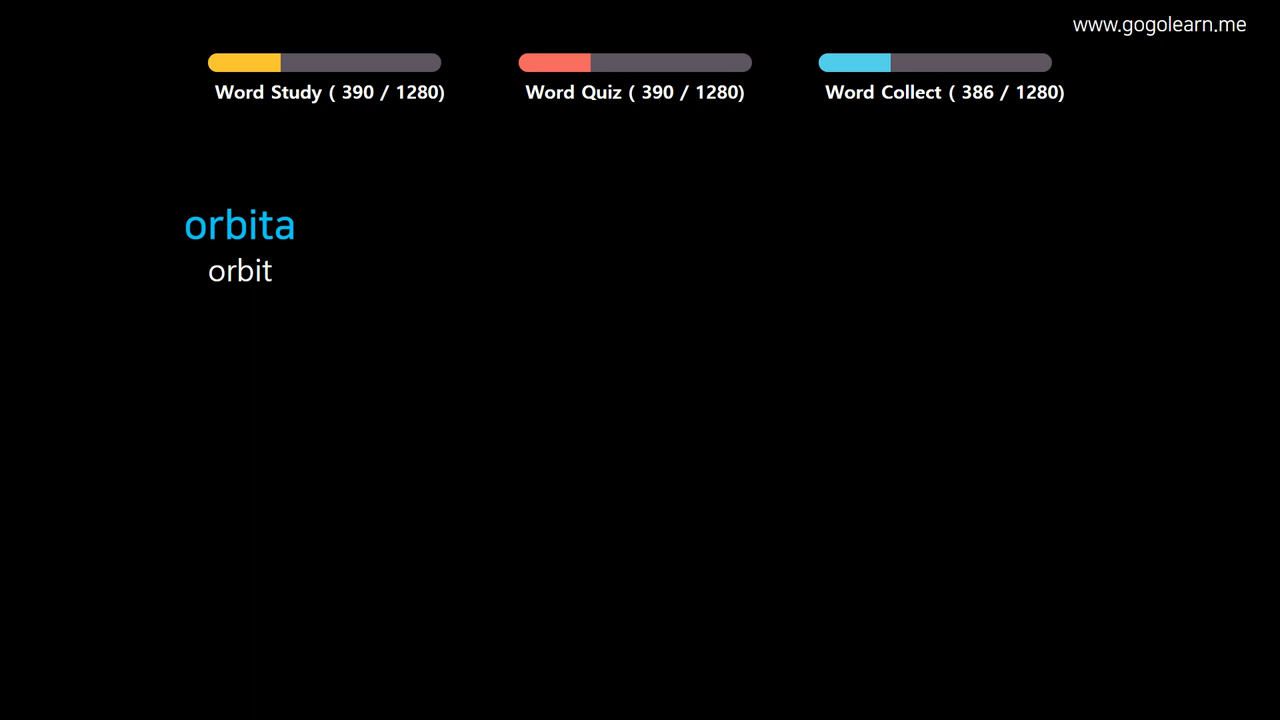 www.gogolearn.me
Word Study ( 390 / 1280)
Word Quiz ( 390 / 1280)
Word Collect ( 386 / 1280)
orbita
orbit